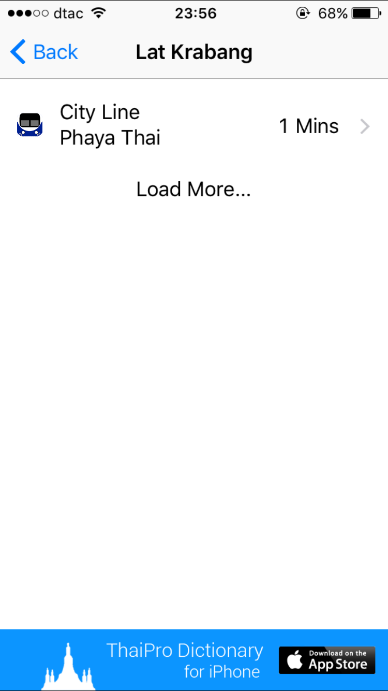 dtac 23:56 68%
Back Lat Krabang
City Line
Phaya Thai
1 Mins
Load More...
ThaiPro Dictionary
for iPhone
Download on the
App Store